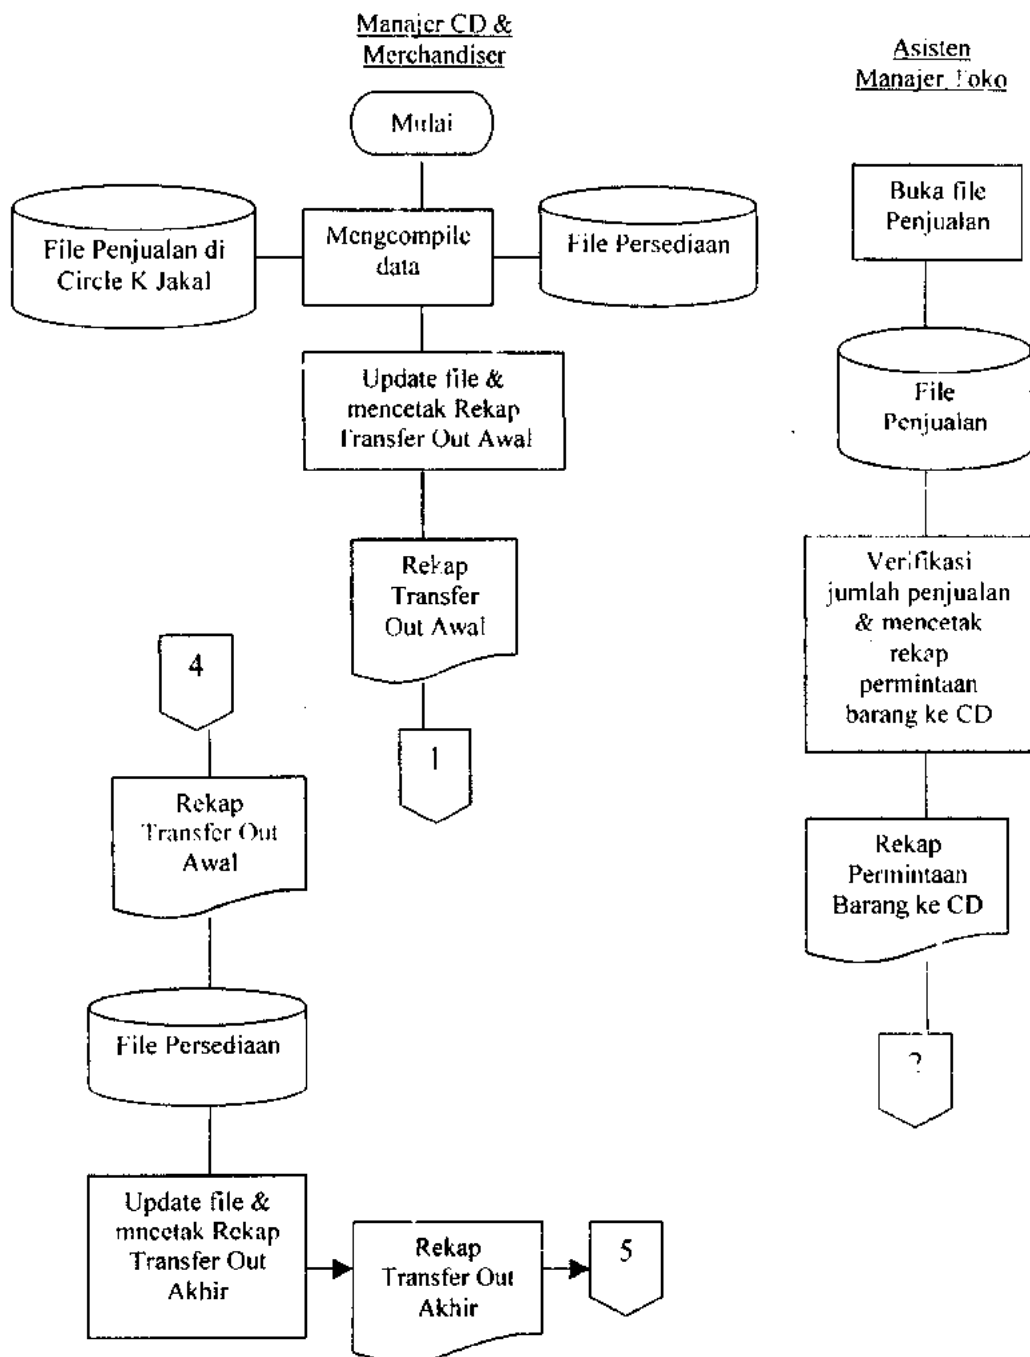 Manajer CD &
Merchandiser
Mulai
File Penjualan di
Circle K Jakal
Mengcompile
data
File Persediaan
Update file &
mencetak Rekap
Transfer Out Awal
Rekap
Transfer
Out Awal
1
4
Rekap
Transfer Out
Awal
File Persediaan
Update file &
mncetak Rekap
Transfer Out
Akhir
Rekap
Transfer Out
Akhir
5
Asisten
Manajer Toko
Buka file
Penjualan
File
Penjualan
Verifikasi
jumlah penjualan
& mencetak
rekap
permintaan
barang ke CD
Rekap
Permintaan
Barang ke CD